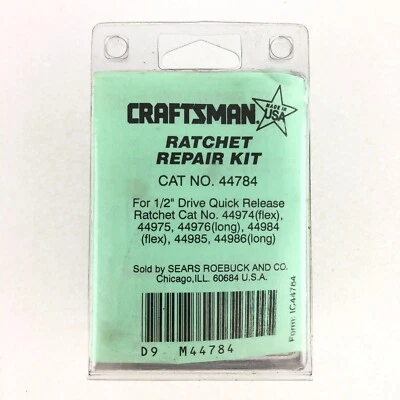 CRAFTSMAN
MADE IN
USA
RATCHET
REPAIR KIT
CAT NO. 44784
For 1/2" Drive Quick Release
Ratchet Cat No. 44974(flex),
44975, 44976(long), 44984
(flex), 44985, 44986(long)
Sold by SEARS ROEBUCK AND CO.
Chicago,ILL. 60684 U.S.A.
D9 M44784
Form: IC44784